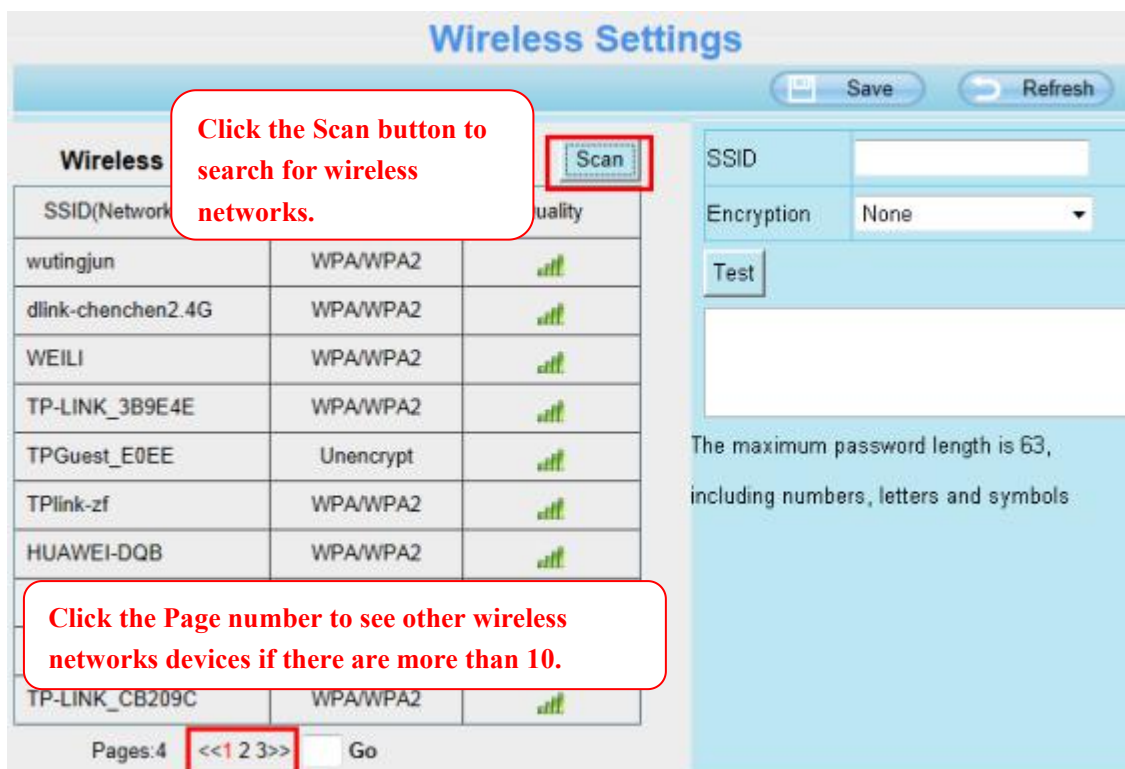 Wireless Settings
Save
Refresh
Click the Scan button to
search for wireless
networks.
Wireless
Scan
SSID(Network
uality
wutingjun WPA/WPA2
dlink-chenchen2.4G WPA/WPA2
WEILI WPA/WPA2
TP-LINK_3B9E4E WPA/WPA2
TPGuest_E0EE Unencrypt
TPlink-zf WPA/WPA2
HUAWEI-DQB WPA/WPA2
Click the Page number to see other wireless
networks devices if there are more than 10.
TP-LINK_CB209C WPA/WPA2
Pages:4 <<1 2 3>> Go
SSID
Encryption None
Test
The maximum password length is 63,
including numbers, letters and symbols